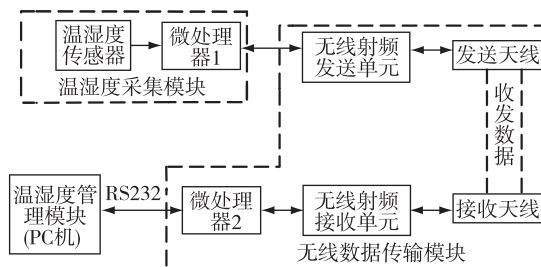 温湿度
传感器
微处理
器1
温湿度采集模块
无线射频
发送单元
发送天线
收发数据
温湿度管
理模块
(PC机)
RS232
微处理
器2
无线射频
接收单元
接收天线
无线数据传输模块